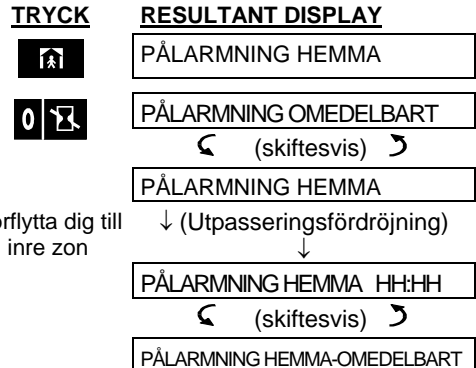 TRYCK RESULTANT DISPLAY
PÅLARMNING HEMMA
0 PÅLARMNING OMEDELBART
(skiftesvis)
PÅLARMNING HEMMA
dig till ↓ (Utpasseringsfördröjning)
inre zon ↓
PÅLARMNING HEMMA HH:HH
(skiftesvis)
PÅLARMNING HEMMA-OMEDELBART